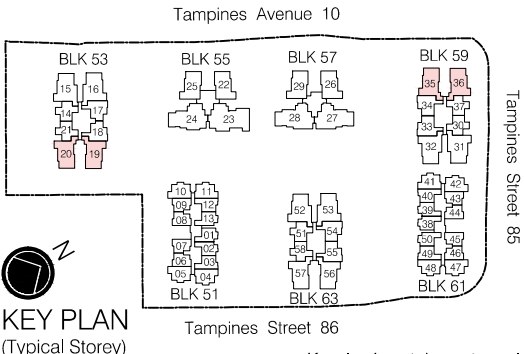 Tampines Avenue 10
BLK 53 BLK 55 BLK 57 BLK 59
15 16 25 22 29 26 35 36
14 17 24 23 28 27 34 37
21 18 33 30
20 19 32 31
Tampines Street 85
10 11 41 42
09 12 52 53 40 43
08 13 39 44
01 51 54 38
07 02 58 55 50 45
06 03 49 46
05 04 57 56 48 47
BLK 51 BLK 63 BLK 61
N
KEY PLAN
(Typical Storey)
Tampines Street 86